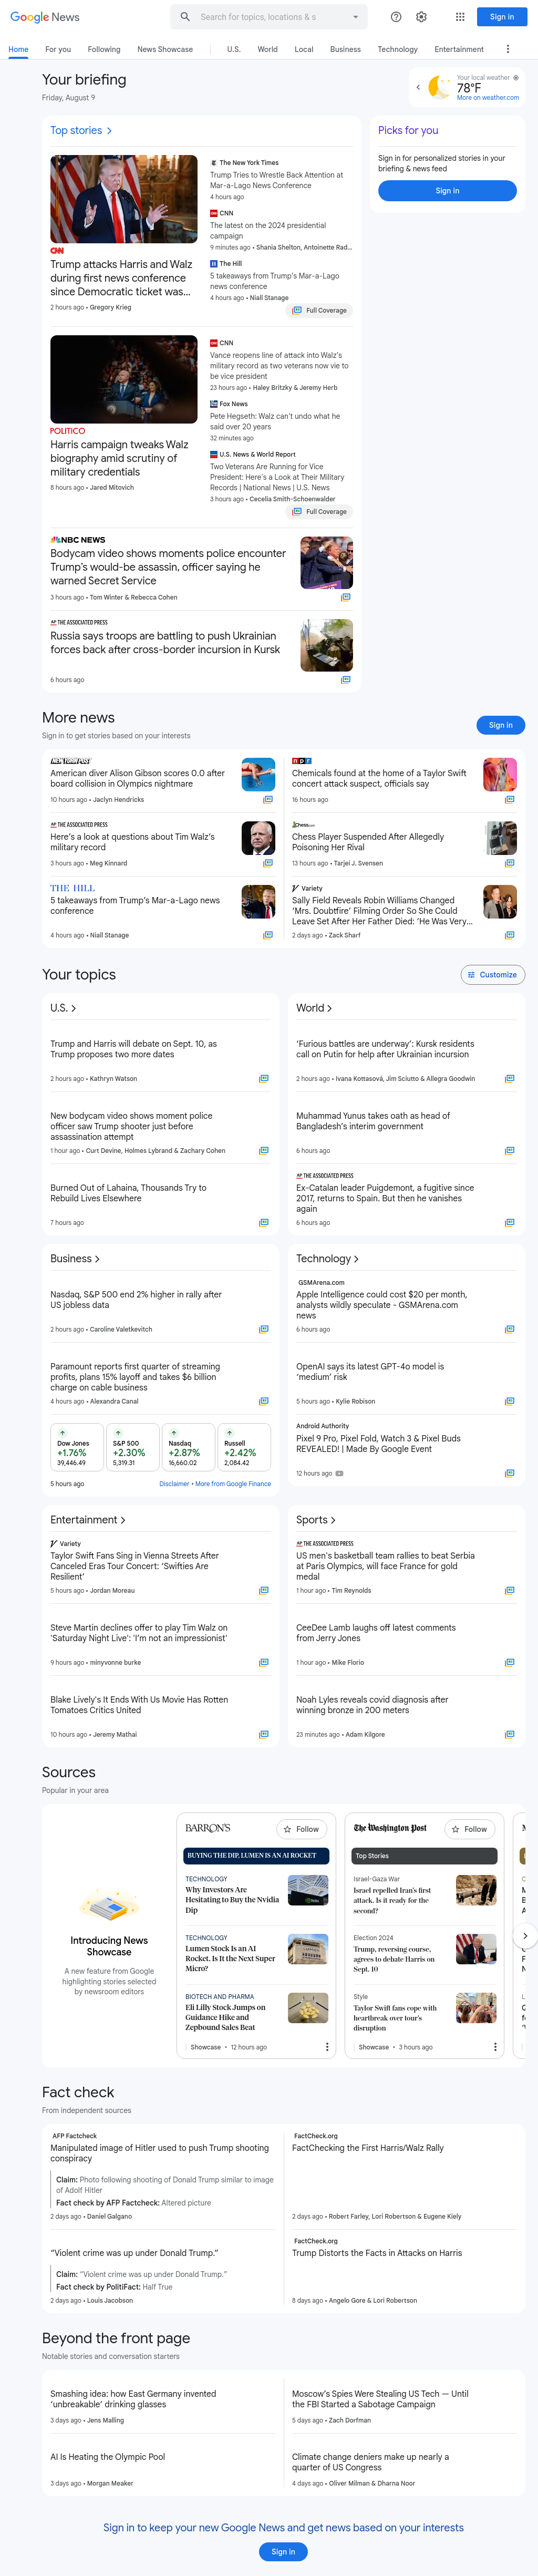 Google News
Search for topics, locations & s
Sign in
Home
For you
Following
News Showcase
U.S.
World
Local
Business
Technology
Entertainment
Your briefing
Friday, August 9
Your local weather
78°F
More on weather.com
Top stories
Picks for you
Sign in for personalized stories in your
briefing & news feed
Sign in
CNN
Trump attacks Harris and Walz
during first news conference
since Democratic ticket was...
2 hours ago • Gregory Krieg
The New York Times
Trump Tries to Wrestle Back Attention at
Mar-a-Lago News Conference
4 hours ago
CNN
The latest on the 2024 presidential
campaign
9 minutes ago • Shania Shelton, Antoinette Rad...
The Hill
5 takeaways from Trump's Mar-a-Lago
news conference
4 hours ago • Niall Stanage
Full Coverage
POLITICO
Harris campaign tweaks Walz
biography amid scrutiny of
military credentials
8 hours ago • Jared Mitovich
CNN
Vance reopens line of attack into Walz's
military record as two veterans now vie to
be vice president
23 hours ago • Haley Britzky & Jeremy Herb
Fox News
Pete Hegseth: Walz can't undo what he
said over 20 years
32 minutes ago
U.S. News & World Report
Two Veterans Are Running for Vice
President: Here's a Look at Their Military
Records | National News | U.S. News
3 hours ago • Cecelia Smith-Schoenwalder
Full Coverage
NBC NEWS
Bodycam video shows moments police encounter
Trump's would-be assassin, officer saying he
warned Secret Service
3 hours ago • Tom Winter & Rebecca Cohen
AP THE ASSOCIATED PRESS
Russia says troops are battling to push Ukrainian
forces back after cross-border incursion in Kursk
6 hours ago
More news
Sign in to get stories based on your interests
Sign in
NEW YORK POST
American diver Alison Gibson scores 0.0 after
board collision in Olympics nightmare
10 hours ago • Jaclyn Hendricks
npr
Chemicals found at the home of a Taylor Swift
concert attack suspect, officials say
16 hours ago
AP THE ASSOCIATED PRESS
Here's a look at questions about Tim Walz's
military record
3 hours ago • Meg Kinnard
Chess.com
Chess Player Suspended After Allegedly
Poisoning Her Rival
13 hours ago • Tarjei J. Svensen
THE HILL
5 takeaways from Trump's Mar-a-Lago news
conference
4 hours ago • Niall Stanage
Variety
Sally Field Reveals Robin Williams Changed
'Mrs. Doubtfire' Filming Order So She Could
Leave Set After Her Father Died: 'He Was Very...
2 days ago • Zack Sharf
Your topics
Customize
U.S.
Trump and Harris will debate on Sept. 10, as
Trump proposes two more dates
2 hours ago • Kathryn Watson
New bodycam video shows moment police
officer saw Trump shooter just before
assassination attempt
1 hour ago • Curt Devine, Holmes Lybrand & Zachary Cohen
Burned Out of Lahaina, Thousands Try to
Rebuild Lives Elsewhere
7 hours ago
World
'Furious battles are underway': Kursk residents
call on Putin for help after Ukrainian incursion
2 hours ago • Ivana Kottasová, Jim Sciutto & Allegra Goodwin
Muhammad Yunus takes oath as head of
Bangladesh's interim government
6 hours ago
AP THE ASSOCIATED PRESS
Ex-Catalan leader Puigdemont, a fugitive since
2017, returns to Spain. But then he vanishes
again
6 hours ago
Business
Nasdaq, S&P 500 end 2% higher in rally after
US jobless data
2 hours ago • Caroline Valetkevitch
Paramount reports first quarter of streaming
profits, plans 15% layoff and takes $6 billion
charge on cable business
4 hours ago • Alexandra Canal
Dow Jones
+1.76%
39,446.49
S&P 500
+2.30%
5,319.31
Nasdaq
+2.87%
16,660.02
Russell
+2.42%
2,084.42
5 hours ago
Disclaimer • More from Google Finance
Technology
GSMArena.com
Apple Intelligence could cost $20 per month,
analysts wildly speculate - GSMArena.com
news
6 hours ago
OpenAI says its latest GPT-4o model is
'medium' risk
5 hours ago • Kylie Robison
Android Authority
Pixel 9 Pro, Pixel Fold, Watch 3 & Pixel Buds
REVEALED! | Made By Google Event
12 hours ago
Entertainment
Variety
Taylor Swift Fans Sing in Vienna Streets After
Canceled Eras Tour Concert: 'Swifties Are
Resilient'
5 hours ago • Jordan Moreau
Steve Martin declines offer to play Tim Walz on
'Saturday Night Live': 'I'm not an impressionist'
9 hours ago • minyvonne burke
Blake Lively's It Ends With Us Movie Has Rotten
Tomatoes Critics United
10 hours ago • Jeremy Mathai
Sports
AP THE ASSOCIATED PRESS
US men's basketball team rallies to beat Serbia
at Paris Olympics, will face France for gold
medal
1 hour ago • Tim Reynolds
CeeDee Lamb laughs off latest comments
from Jerry Jones
1 hour ago • Mike Florio
Noah Lyles reveals covid diagnosis after
winning bronze in 200 meters
23 minutes ago • Adam Kilgore
Sources
Popular in your area
Introducing News
Showcase
A new feature from Google
highlighting stories selected
by newsroom editors
BARRON'S
Follow
BUYING THE DIP, LUMEN IS AN AI ROCKET
TECHNOLOGY
Why Investors Are
Hesitating to Buy the Nvidia
Dip
TECHNOLOGY
Lumen Stock Is an AI
Rocket. Is It the Next Super
Micro?
BIOTECH AND PHARMA
Eli Lilly Stock Jumps on
Guidance Hike and
Zepbound Sales Beat
Showcase • 12 hours ago
The Washington Post
Follow
Top Stories
Israel-Gaza War
Israel repelled Iran's first
attack. Is it ready for the
second?
Election 2024
Trump, reversing course,
agrees to debate Harris on
Sept. 10
Style
Taylor Swift fans cope with
heartbreak over tour's
disruption
Showcase • 3 hours ago
Fact check
From independent sources
AFP Factcheck
Manipulated image of Hitler used to push Trump shooting
conspiracy
Claim: Photo following shooting of Donald Trump similar to image
of Adolf Hitler
Fact check by AFP Factcheck: Altered picture
2 days ago • Daniel Galgano
FactCheck.org
FactChecking the First Harris/Walz Rally
2 days ago • Robert Farley, Lori Robertson & Eugene Kiely
"Violent crime was up under Donald Trump."
Claim: "Violent crime was up under Donald Trump."
Fact check by PolitiFact: Half True
2 days ago • Louis Jacobson
FactCheck.org
Trump Distorts the Facts in Attacks on Harris
8 days ago • Angelo Gore & Lori Robertson
Beyond the front page
Notable stories and conversation starters
Smashing idea: how East Germany invented
'unbreakable' drinking glasses
3 days ago • Jens Malling
Moscow's Spies Were Stealing US Tech — Until
the FBI Started a Sabotage Campaign
5 days ago • Zach Dorfman
AI Is Heating the Olympic Pool
3 days ago • Morgan Meaker
Climate change deniers make up nearly a
quarter of US Congress
4 days ago • Oliver Milman & Dharna Noor
Sign in to keep your new Google News and get news based on your interests
Sign in